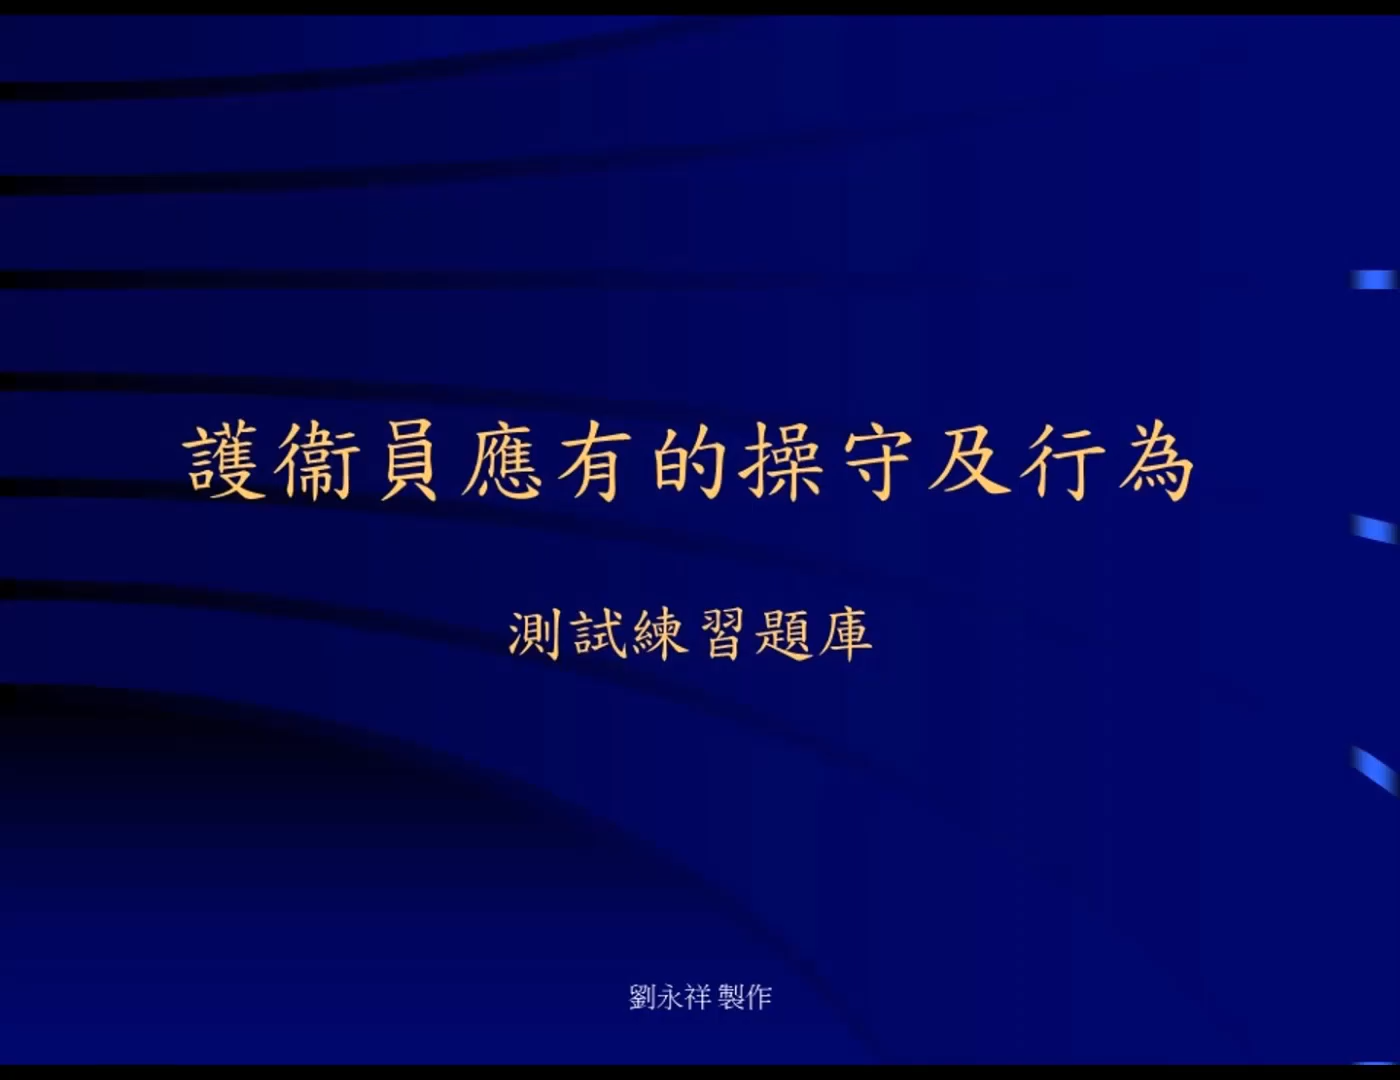 護衞員應有的操守及行為
測試練習題庫
劉永祥 製作